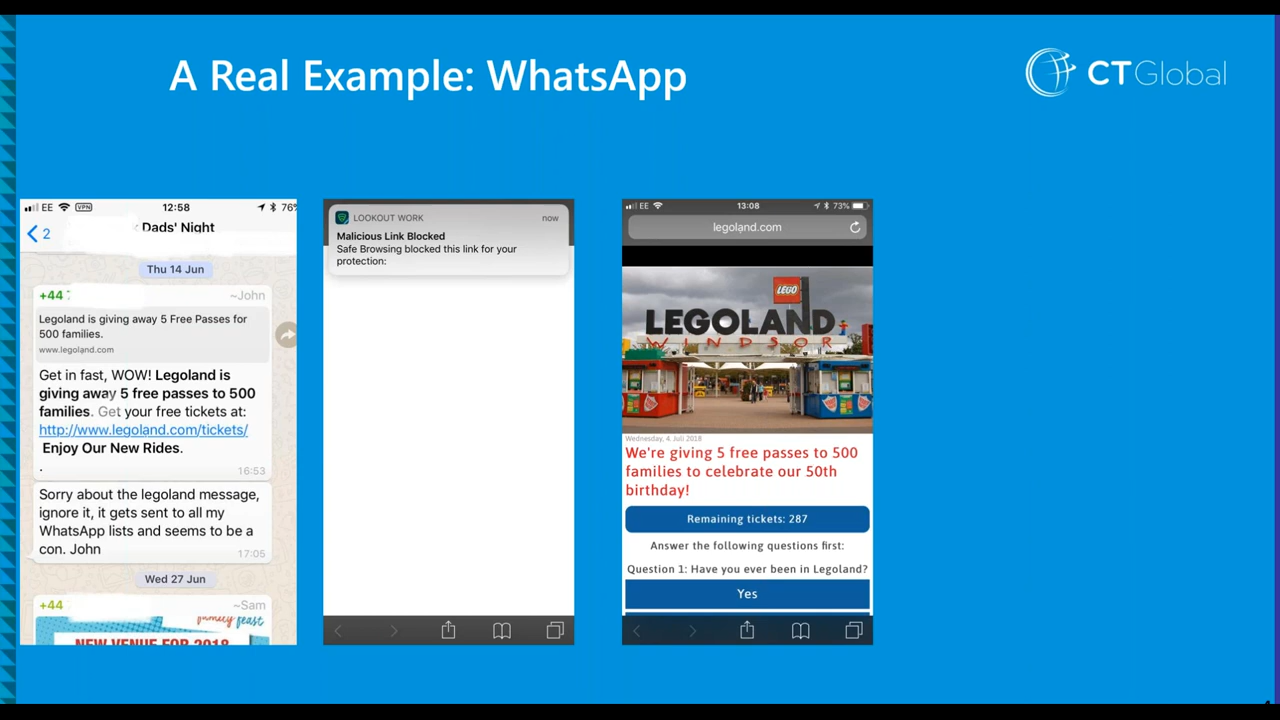 A Real Example: WhatsApp
CTGlobal
EE VPN 12:58 76%
2 Dads' Night
Thu 14 Jun
+44 ~John
Legoland is giving away 5 Free Passes for
500 families.
www.legoland.com
Get in fast, WOW! Legoland is
giving away 5 free passes to 500
families. Get your free tickets at:
http://www.legoland.com/tickets/
Enjoy Our New Rides.
.
16:53
Sorry about the legoland message,
ignore it, it gets sent to all my
WhatsApp lists and seems to be a
con. John
17:05
Wed 27 Jun
+44 ~Sam
family feast
NEW VENUE FOR 2018
LOOKOUT WORK now
Malicious Link Blocked
Safe Browsing blocked this link for your
protection:
EE 13:08 73%
legolạnd.com
LEGO
LEGOLAND
WINDSOR
Wednesday, 4. Juli 2018
We're giving 5 free passes to 500
families to celebrate our 50th
birthday!
Remaining tickets: 287
Answer the following questions first:
Question 1: Have you ever been in Legoland?
Yes